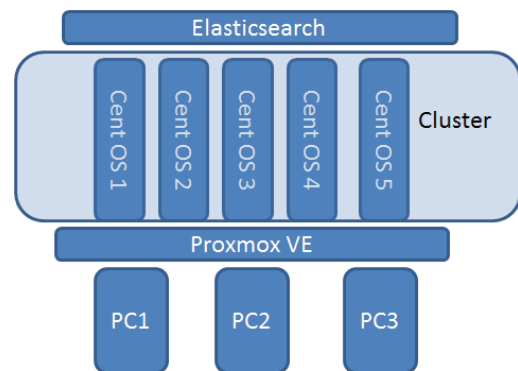 Elasticsearch
Cent OS 1
Cent OS 2
Cent OS 3
Cent OS 4
Cent OS 5
Cluster
Proxmox VE
PC1
PC2
PC3